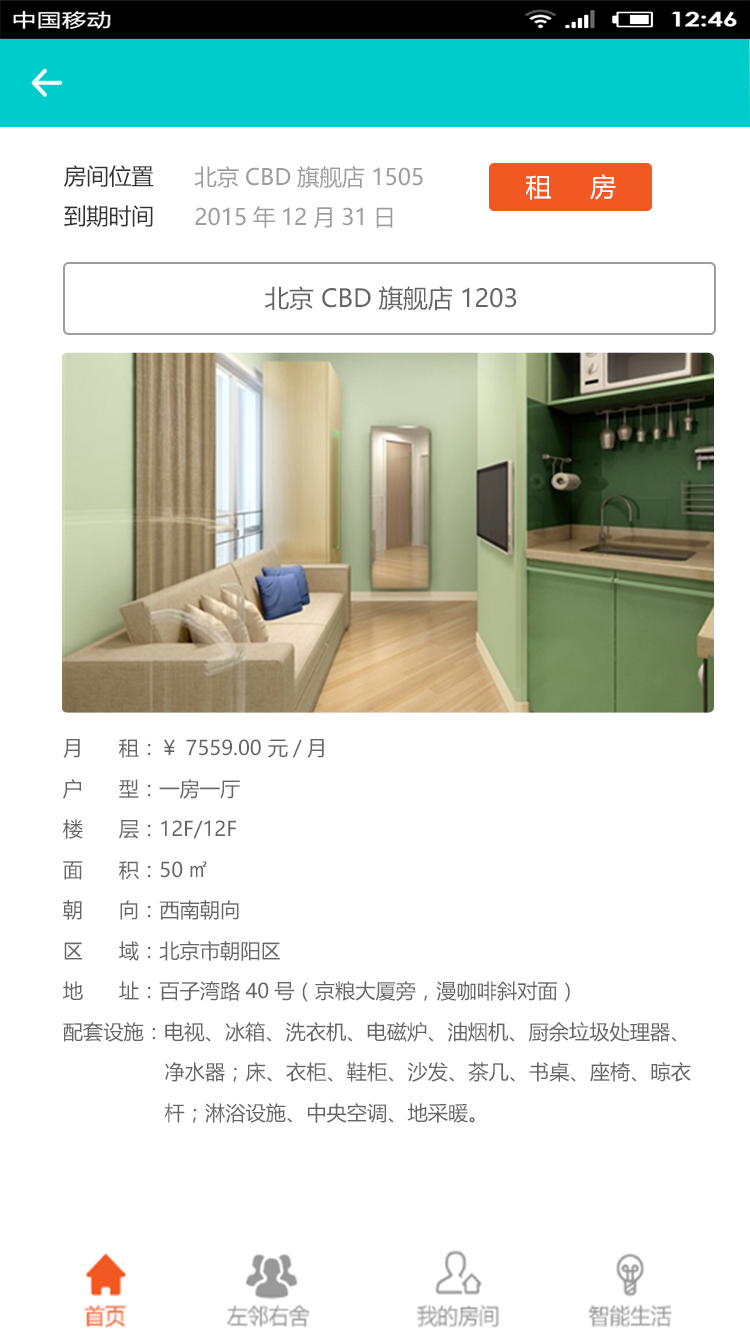 中国移动 12:46
房间位置 北京 CBD 旗舰店 1505
租 房
到期时间 2015 年 12 月 31 日
北京 CBD 旗舰店 1203
月 租：¥ 7559.00 元 / 月
户 型：一房一厅
楼 层：12F/12F
面 积：50 ㎡
朝 向：西南朝向
区 域：北京市朝阳区
地 址：百子湾路 40 号（京粮大厦旁，漫咖啡斜对面）
配套设施：电视、冰箱、洗衣机、电磁炉、油烟机、厨余垃圾处理器、
净水器；床、衣柜、鞋柜、沙发、茶几、书桌、座椅、晾衣
杆；淋浴设施、中央空调、地采暖。
首页 左邻右舍 我的房间 智能生活